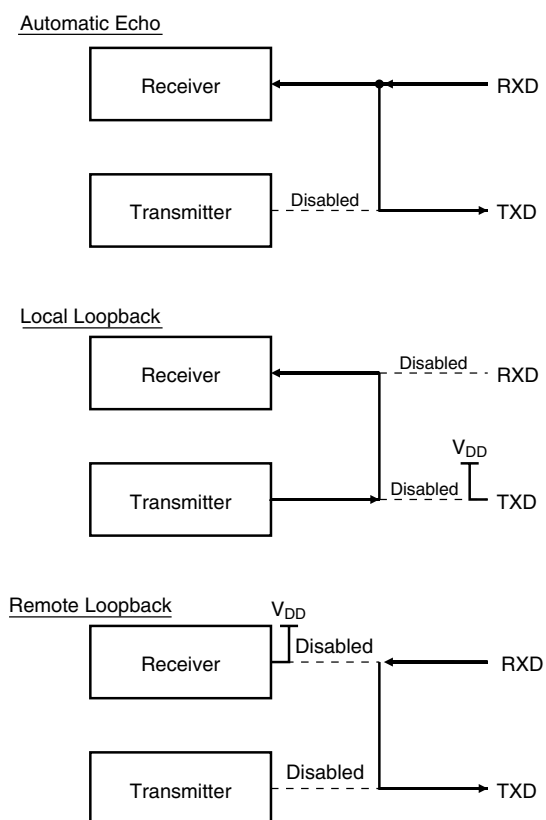 Automatic Echo
Receiver
RXD
Transmitter
Disabled
TXD
Local Loopback
Receiver
Disabled
RXD
VDD
Transmitter
Disabled
TXD
Remote Loopback
VDD
Receiver
Disabled
RXD
Transmitter
Disabled
TXD